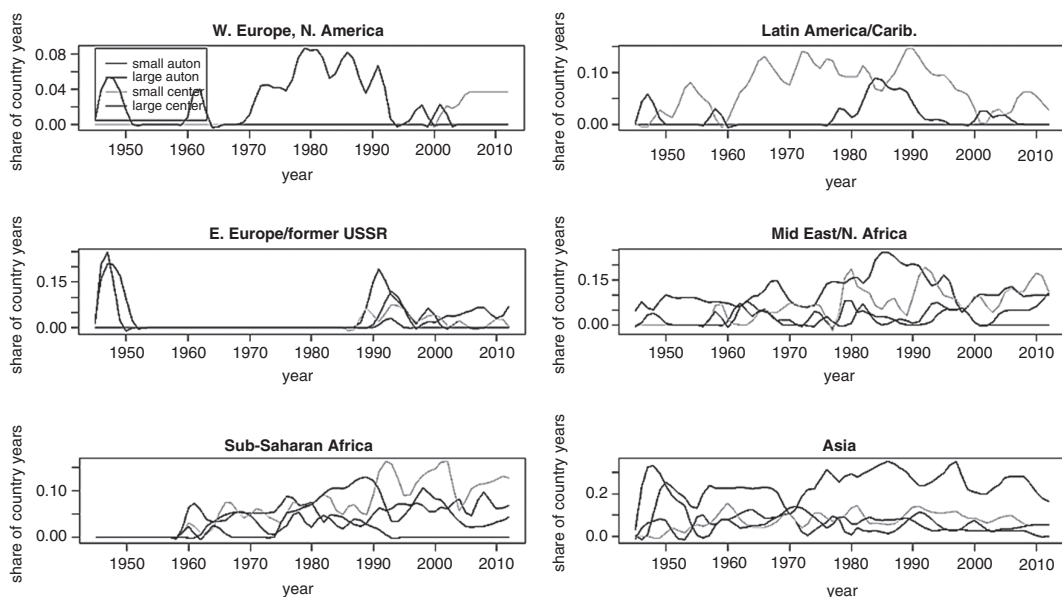 W. Europe, N. America
share of country years
0.08
0.04
0.00
small auton
large auton
small center
large center
1950 1960 1970 1980 1990 2000 2010
year
Latin America/Carib.
share of country years
0.10
0.00
1950 1960 1970 1980 1990 2000 2010
year
E. Europe/former USSR
share of country years
0.15
0.00
1950 1960 1970 1980 1990 2000 2010
year
Mid East/N. Africa
share of country years
0.15
0.00
1950 1960 1970 1980 1990 2000 2010
year
Sub-Saharan Africa
share of country years
0.10
0.00
1950 1960 1970 1980 1990 2000 2010
year
Asia
share of country years
0.2
0.0
1950 1960 1970 1980 1990 2000 2010
year